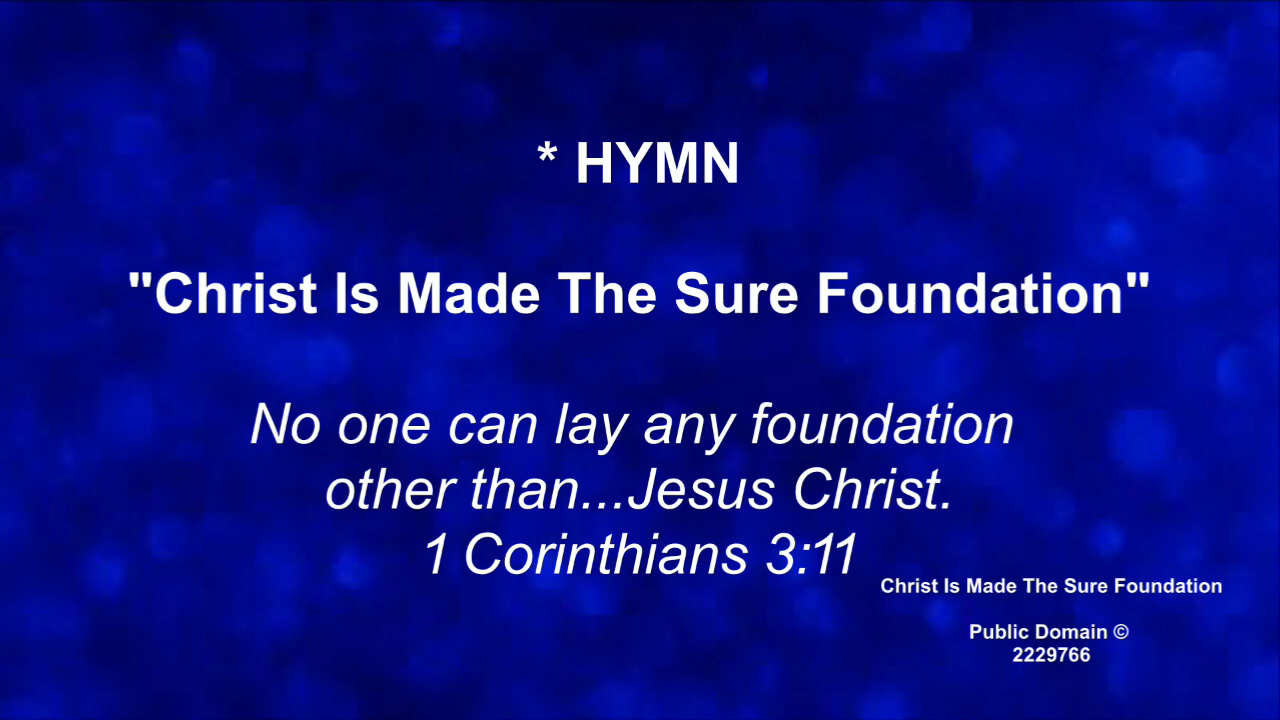 * HYMN
"Christ Is Made The Sure Foundation"
No one can lay any foundation
other than...Jesus Christ.
1 Corinthians 3:11
Christ Is Made The Sure Foundation
Public Domain ©
2229766